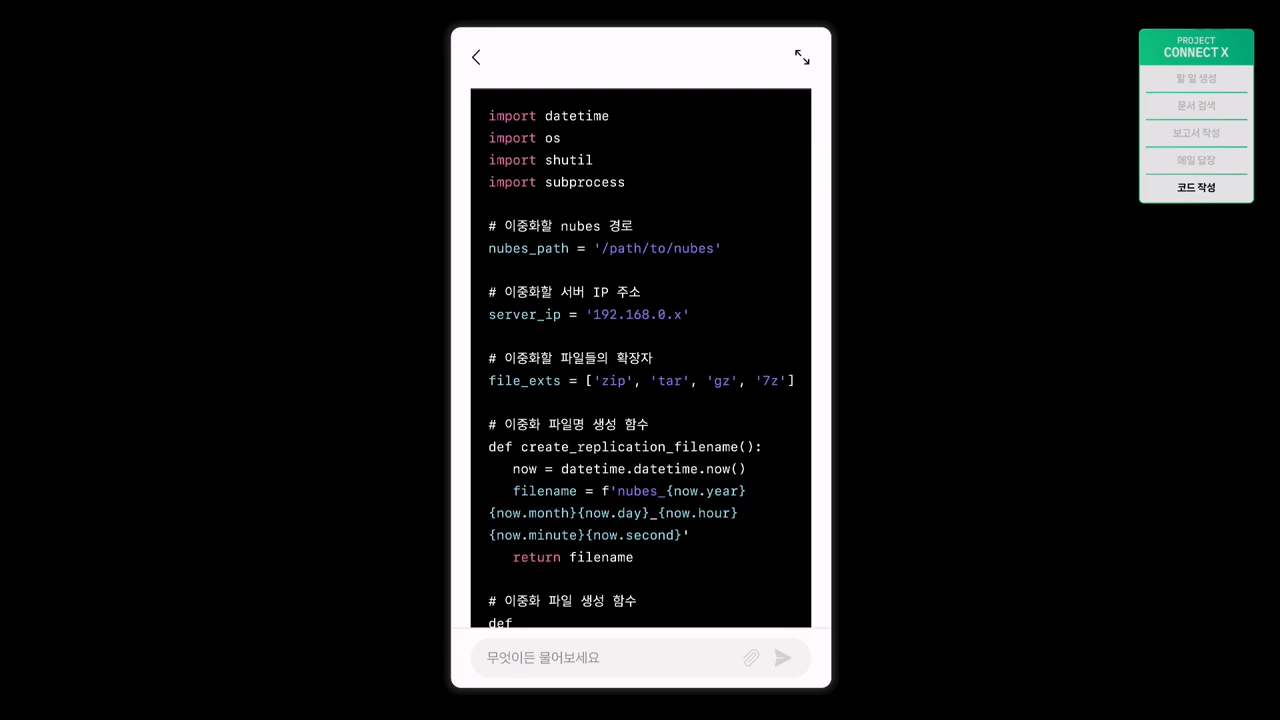 import datetime
import os
import shutil
import subprocess
# 이중화할 nubes 경로
nubes_path = '/path/to/nubes'
# 이중화할 서버 IP 주소
server_ip = '192.168.0.x'
# 이중화할 파일들의 확장자
file_exts = ['zip', 'tar', 'gz', '7z']
# 이중화 파일명 생성 함수
def create_replication_filename():
now = datetime.datetime.now()
filename = f'nubes_{now.year}
{now.month}{now.day}_{now.hour}
{now.minute}{now.second}'
return filename
# 이중화 파일 생성 함수
def
무엇이든 물어보세요
PROJECT
CONNECT X
할 일 생성
문서 검색
보고서 작성
메일 답장
코드 작성